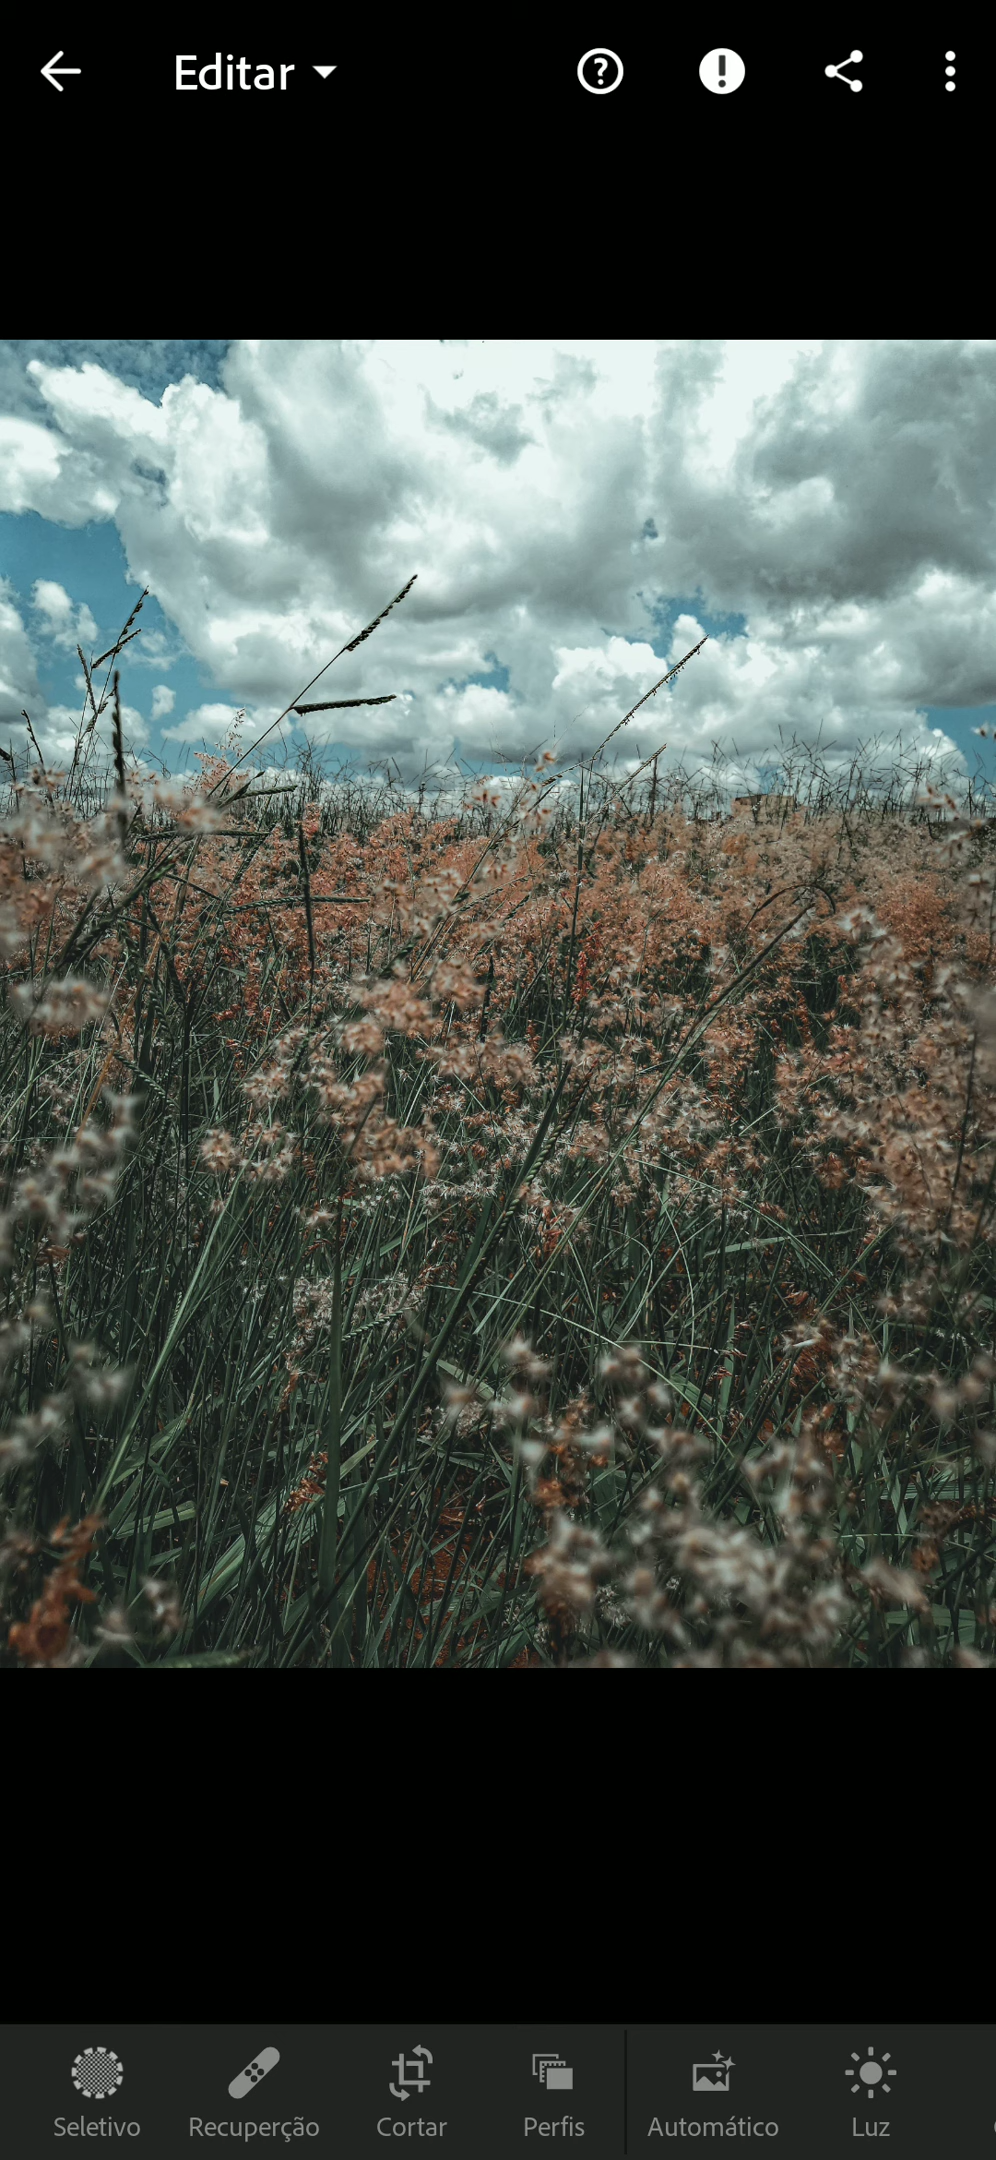 Editar
Seletivo
Recuperção
Cortar
Perfis
Automático
Luz